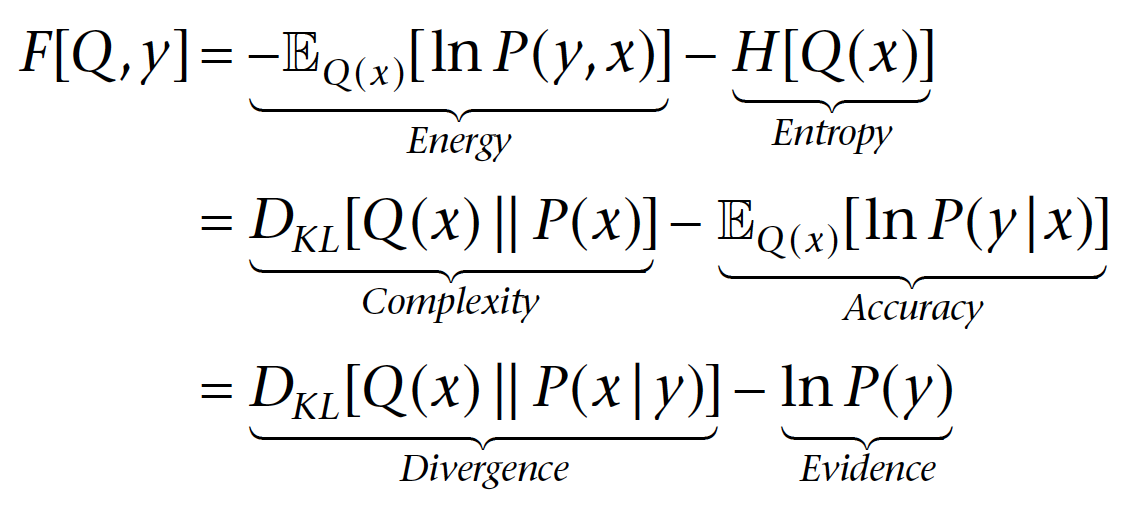 F[Q, y] = −𝔼_{Q(x)}[ln P(y, x)] − H[Q(x)]
Energy Entropy
= D_{KL}[Q(x) || P(x)] − 𝔼_{Q(x)}[ln P(y|x)]
Complexity Accuracy
= D_{KL}[Q(x) || P(x|y)] − ln P(y)
Divergence Evidence